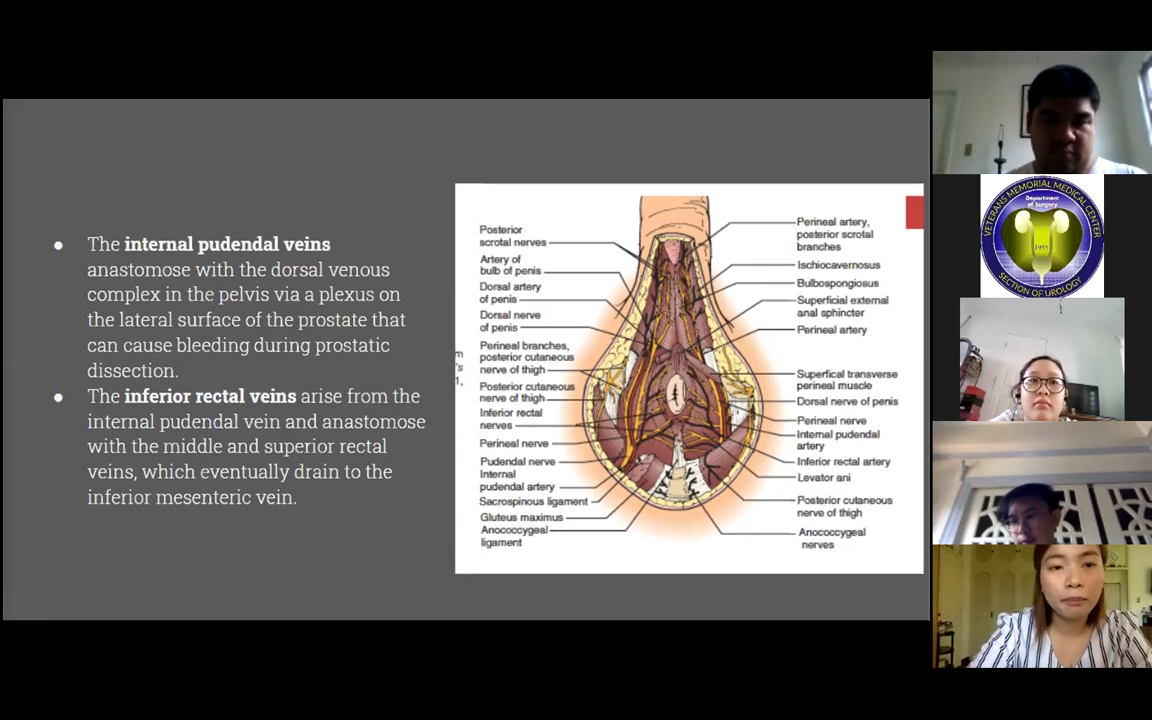 The internal pudendal veins
anastomose with the dorsal venous
complex in the pelvis via a plexus on
the lateral surface of the prostate that
can cause bleeding during prostatic
dissection.
The inferior rectal veins arise from the
internal pudendal vein and anastomose
with the middle and superior rectal
veins, which eventually drain to the
inferior mesenteric vein.
m
's
1,
Posterior
scrotal nerves
Artery of
bulb of penis
Dorsal artery
of penis
Dorsal nerve
of penis
Perineal branches,
posterior cutaneous
nerve of thigh
Posterior cutaneous
nerve of thigh
Inferior rectal
nerves
Perineal nerve
Pudendal nerve
Internal
pudendal artery
Sacrospinous ligament
Gluteus maximus
Anococcygeal
ligament
Perineal artery,
posterior scrotal
branches
Ischiocavernosus
Bulbospongiosus
Superficial external
anal sphincter
Perineal artery
Superfical transverse
perineal muscle
Dorsal nerve of penis
Perineal nerve
Internal pudendal
artery
Inferior rectal artery
Levator ani
Posterior cutaneous
nerve of thigh
Anococcygeal
nerves
VETERANS MEMORIAL MEDICAL CENTER
Department
of Surgery
1955
SECTION OF UROLOGY